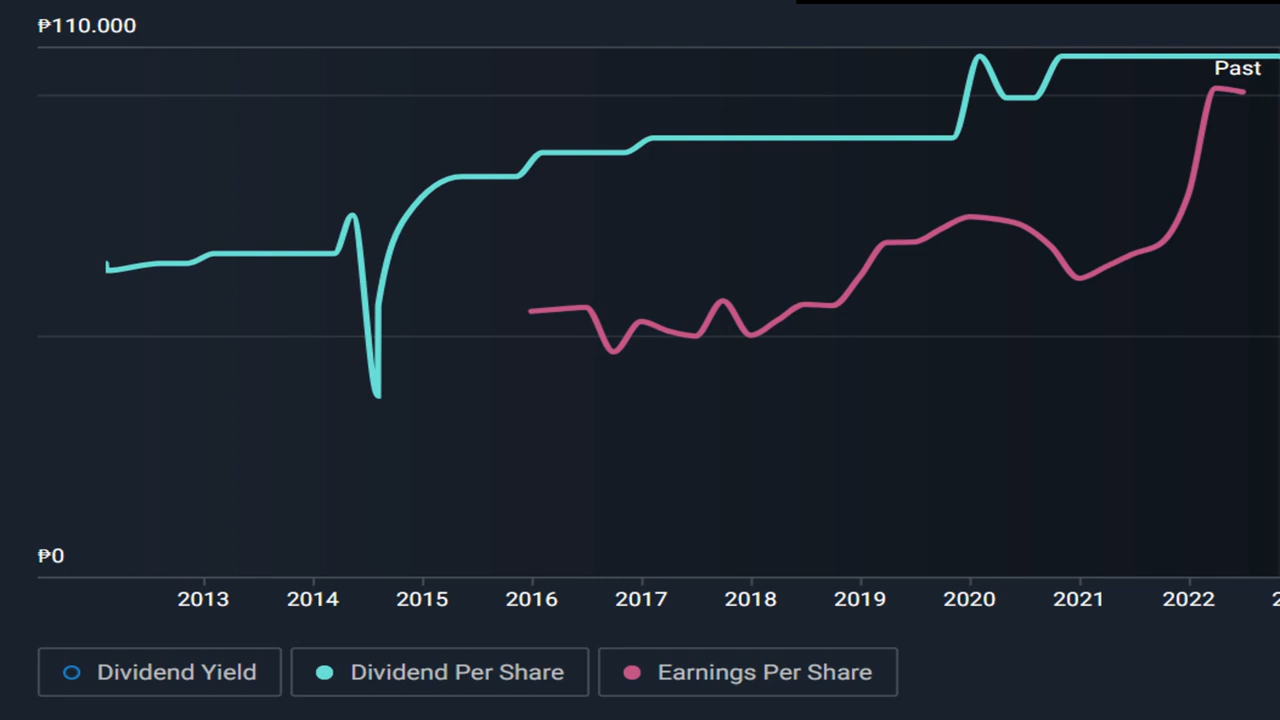 ₱110.000
Past
₱0
2013 2014 2015 2016 2017 2018 2019 2020 2021 2022 2
Dividend Yield Dividend Per Share Earnings Per Share